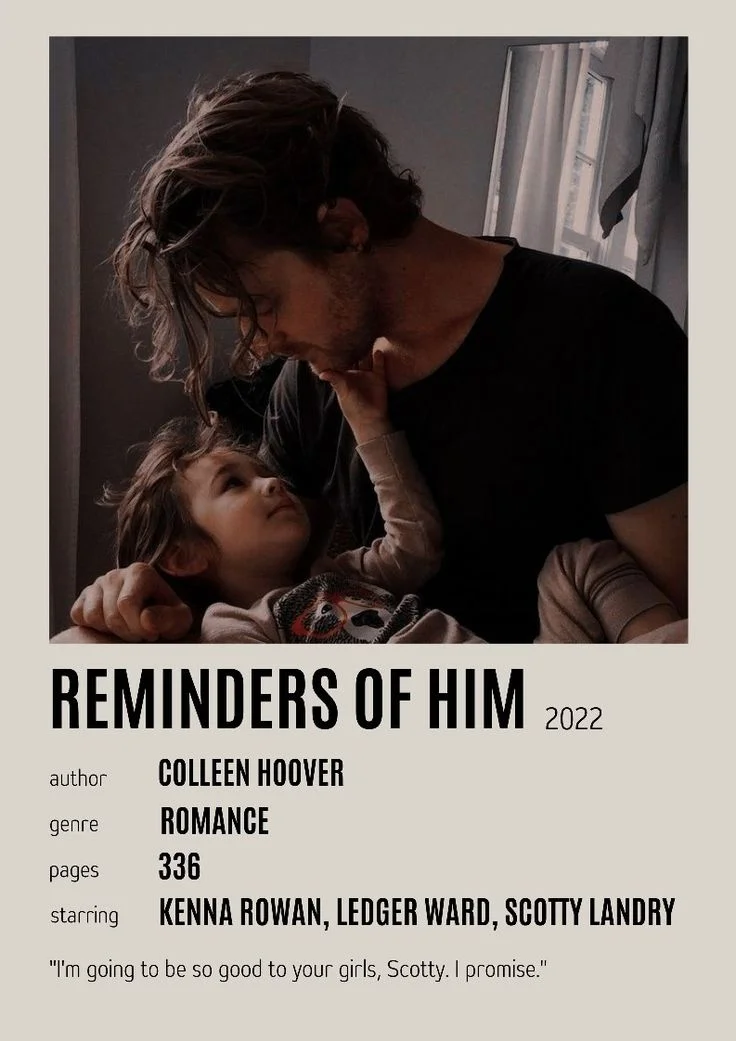 REMINDERS OF HIM 2022
author COLLEEN HOOVER
genre ROMANCE
pages 336
starring KENNA ROWAN, LEDGER WARD, SCOTTY LANDRY
"I'm going to be so good to your girls, Scotty. I promise."